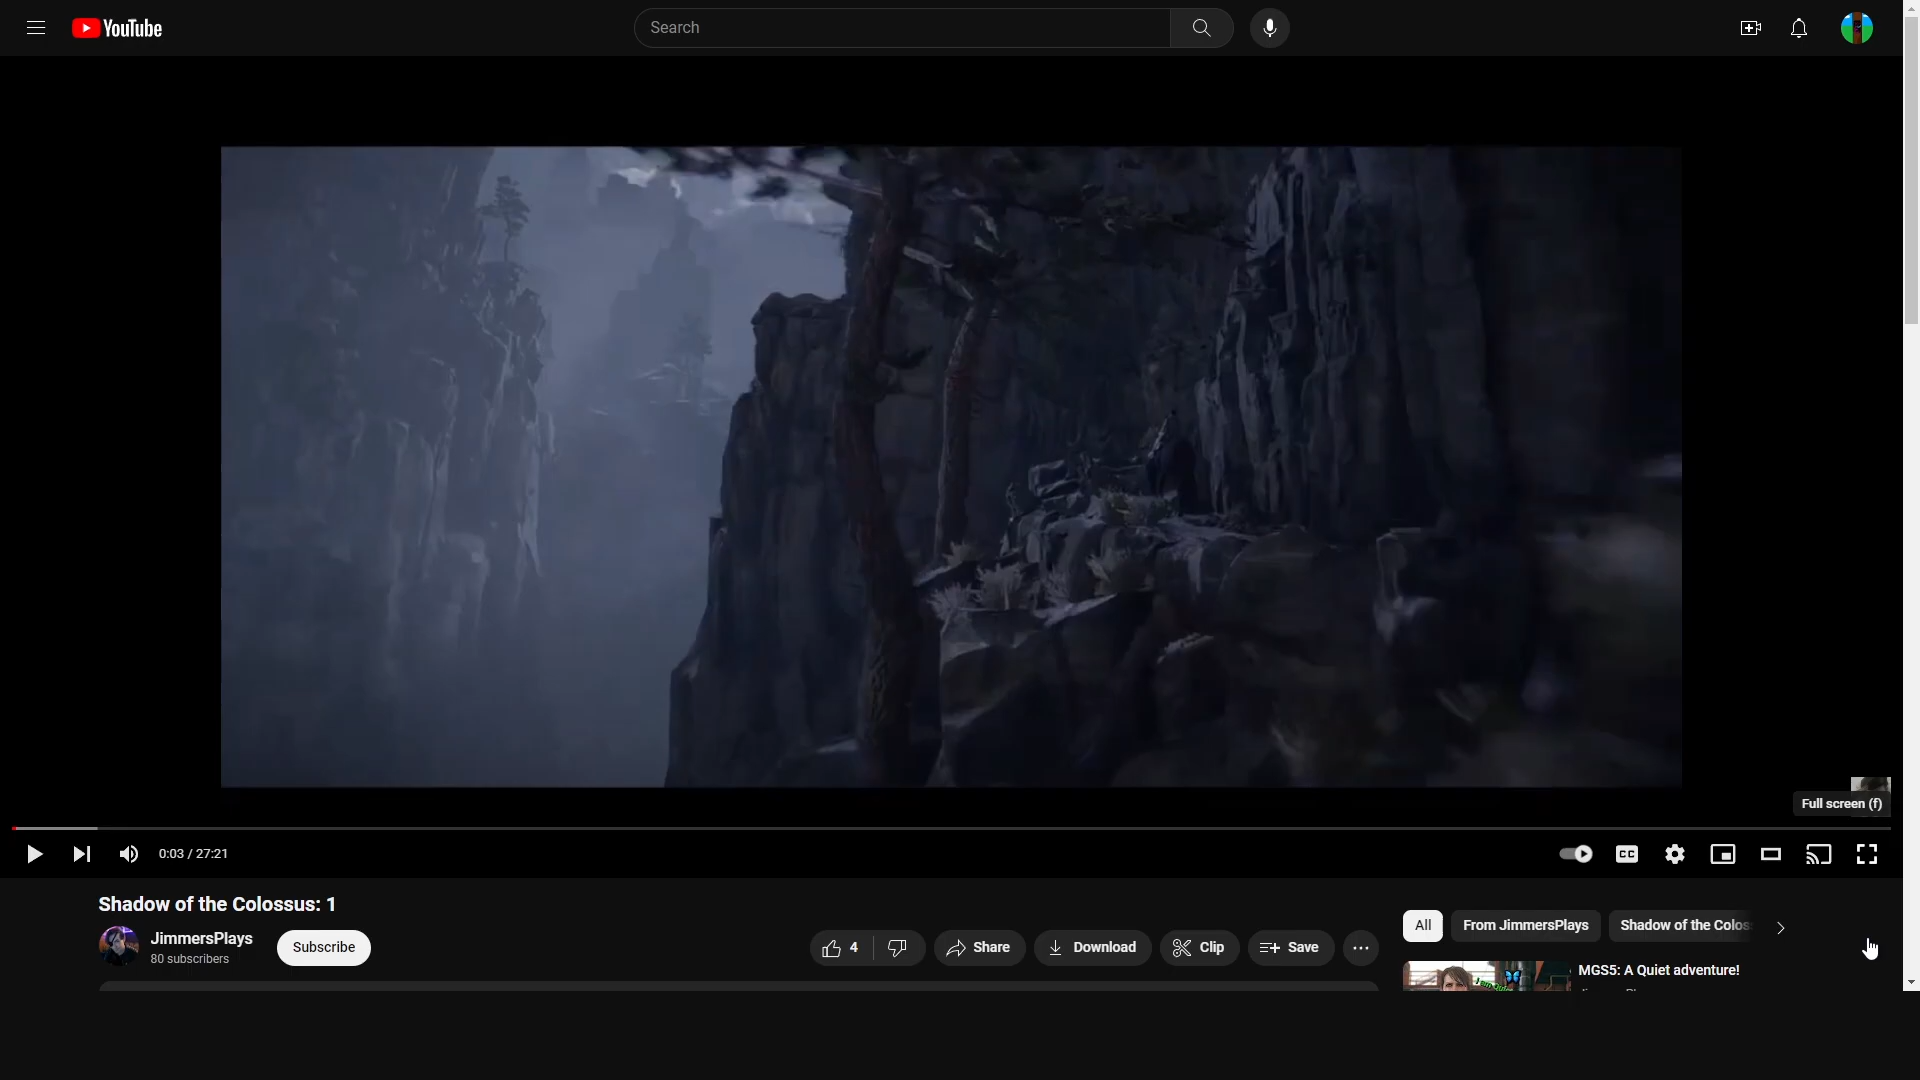 YouTube
Search
Full screen (f)
0:03 / 27:21
CC
Shadow of the Colossus: 1
JimmersPlays
80 subscribers
Subscribe
4
Share
Download
Clip
Save
All
From JimmersPlays
Shadow of the Colos
MGS5: A Quiet adventure!